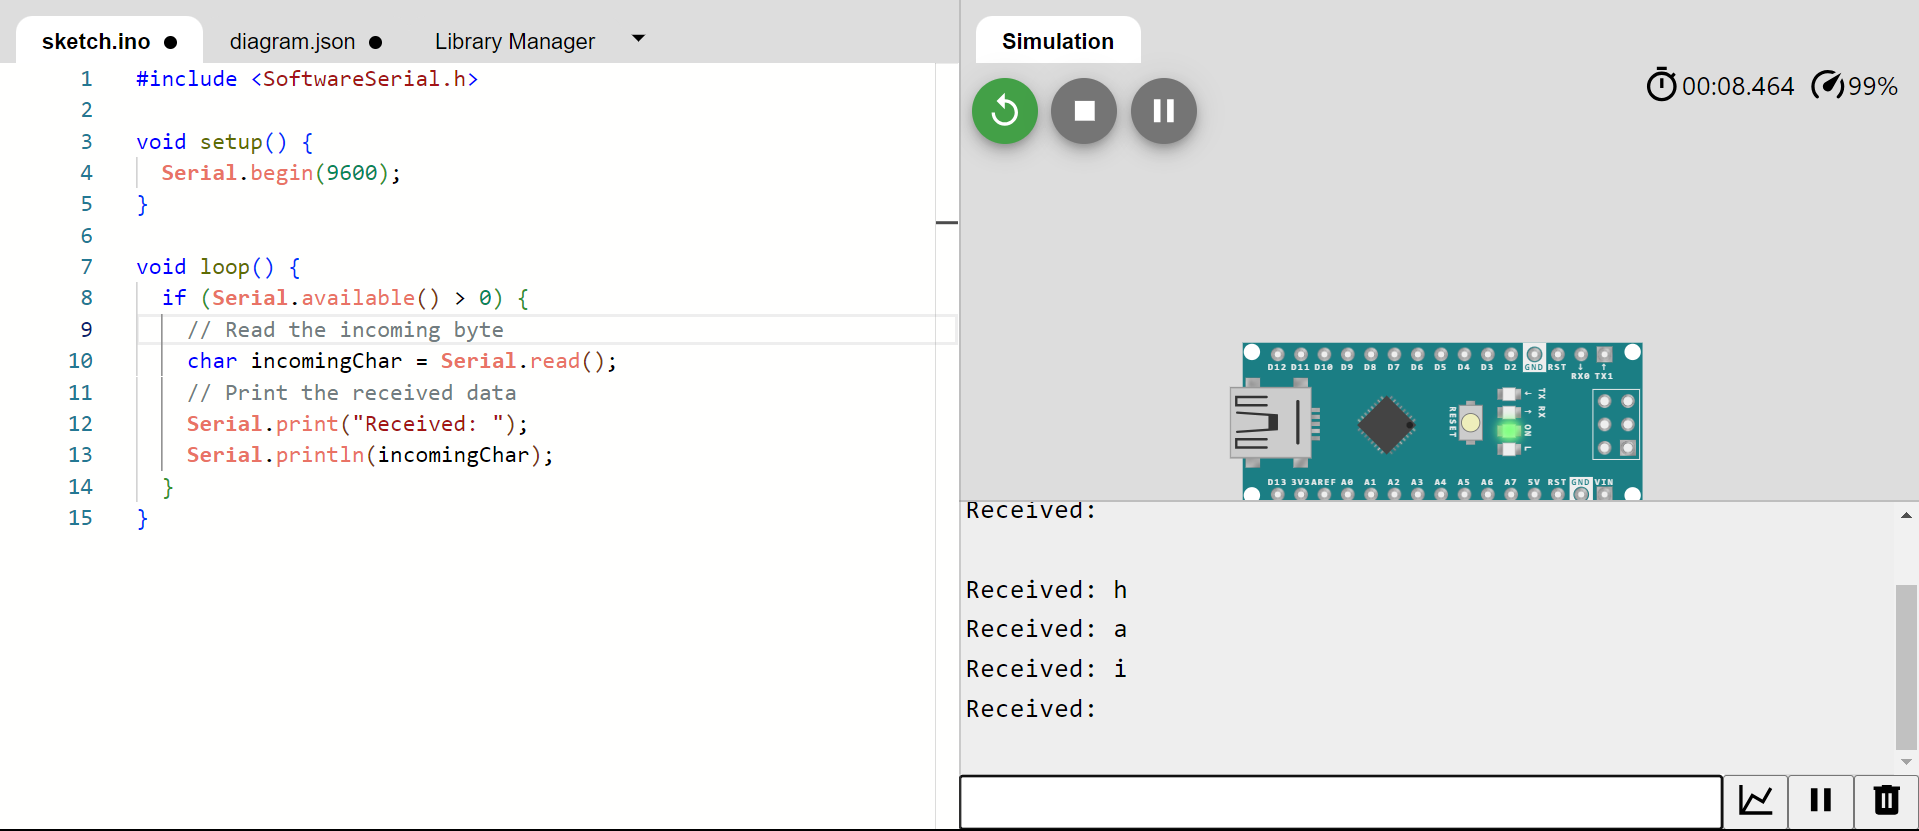 sketch.ino ● diagram.json ● Library Manager
1 #include <SoftwareSerial.h>
2
3 void setup() {
4 Serial.begin(9600);
5 }
6
7 void loop() {
8 if (Serial.available() > 0) {
9 // Read the incoming byte
10 char incomingChar = Serial.read();
11 // Print the received data
12 Serial.print("Received: ");
13 Serial.println(incomingChar);
14 }
15 }
Simulation
00:08.464 99%
D12 D11 D10 D9 D8 D7 D6 D5 D4 D3 D2 GND RST ↓ ↑
RX0 TX1
RESET
← TX
→ RX
ON
L
D13 3V3 AREF A0 A1 A2 A3 A4 A5 A6 A7 5V RST GND VIN
Received:
Received: h
Received: a
Received: i
Received: